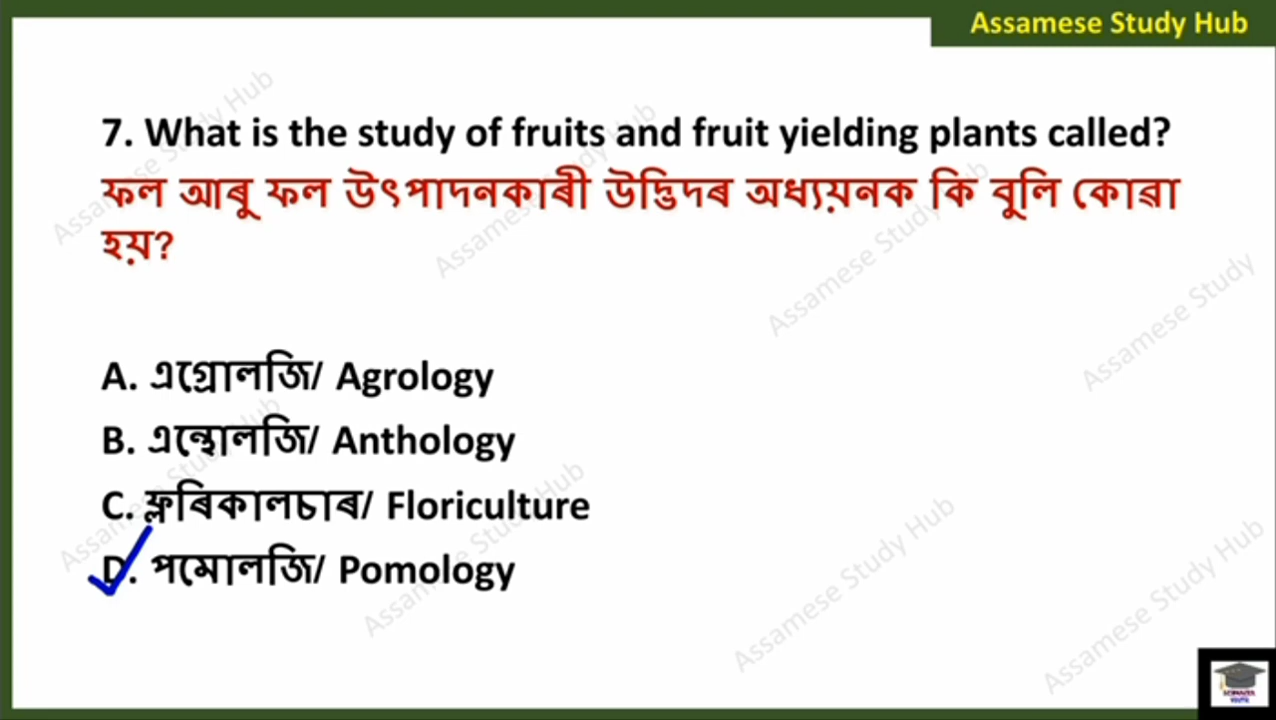 Assamese Study Hub
7. What is the study of fruits and fruit yielding plants called?
ফল আৰু ফল উৎপাদনকাৰী উদ্ভিদৰ অধ্যয়নক কি বুলি কোৱা
হয়?
A. এগ্ৰোলজি/ Agrology
B. এন্থোলজি/ Anthology
C. ফ্লৰিকালচাৰ/ Floriculture
D. পমোলজি/ Pomology